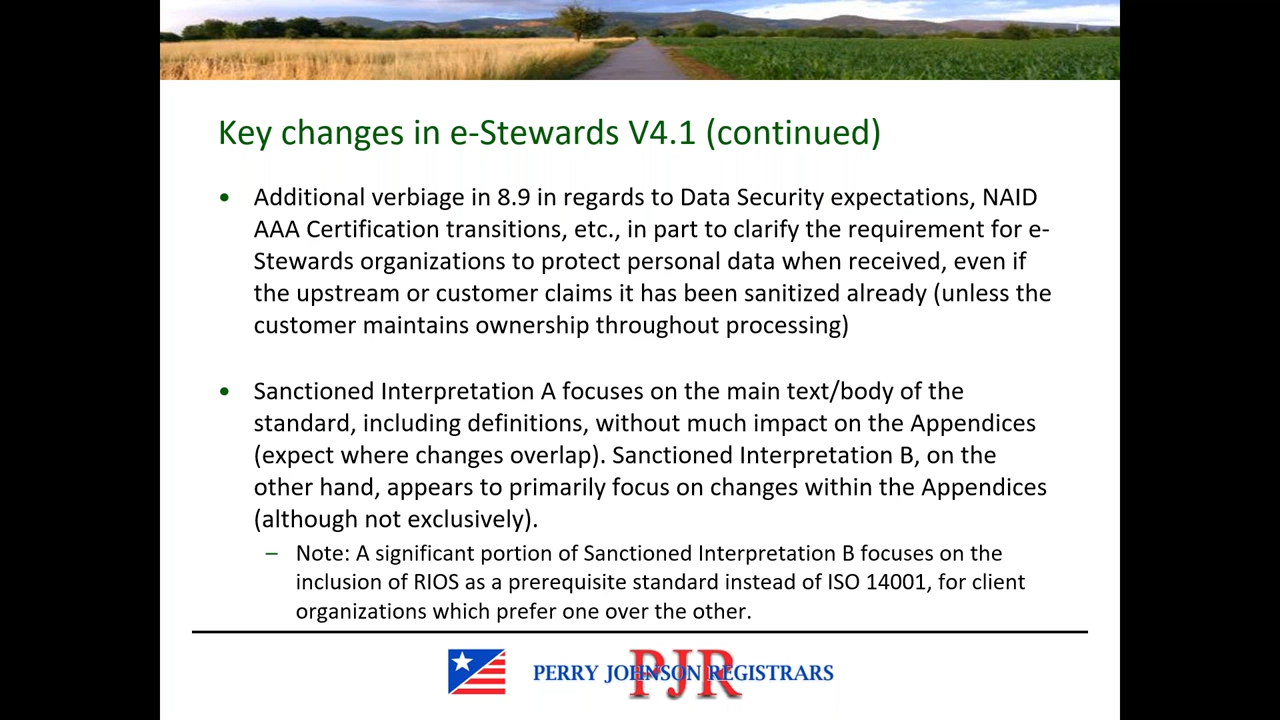 Key changes in e-Stewards V4.1 (continued)
• Additional verbiage in 8.9 in regards to Data Security expectations, NAID
AAA Certification transitions, etc., in part to clarify the requirement for e-
Stewards organizations to protect personal data when received, even if
the upstream or customer claims it has been sanitized already (unless the
customer maintains ownership throughout processing)
• Sanctioned Interpretation A focuses on the main text/body of the
standard, including definitions, without much impact on the Appendices
(expect where changes overlap). Sanctioned Interpretation B, on the
other hand, appears to primarily focus on changes within the Appendices
(although not exclusively).
– Note: A significant portion of Sanctioned Interpretation B focuses on the
inclusion of RIOS as a prerequisite standard instead of ISO 14001, for client
organizations which prefer one over the other.
PJR
PERRY JOHNSON REGISTRARS